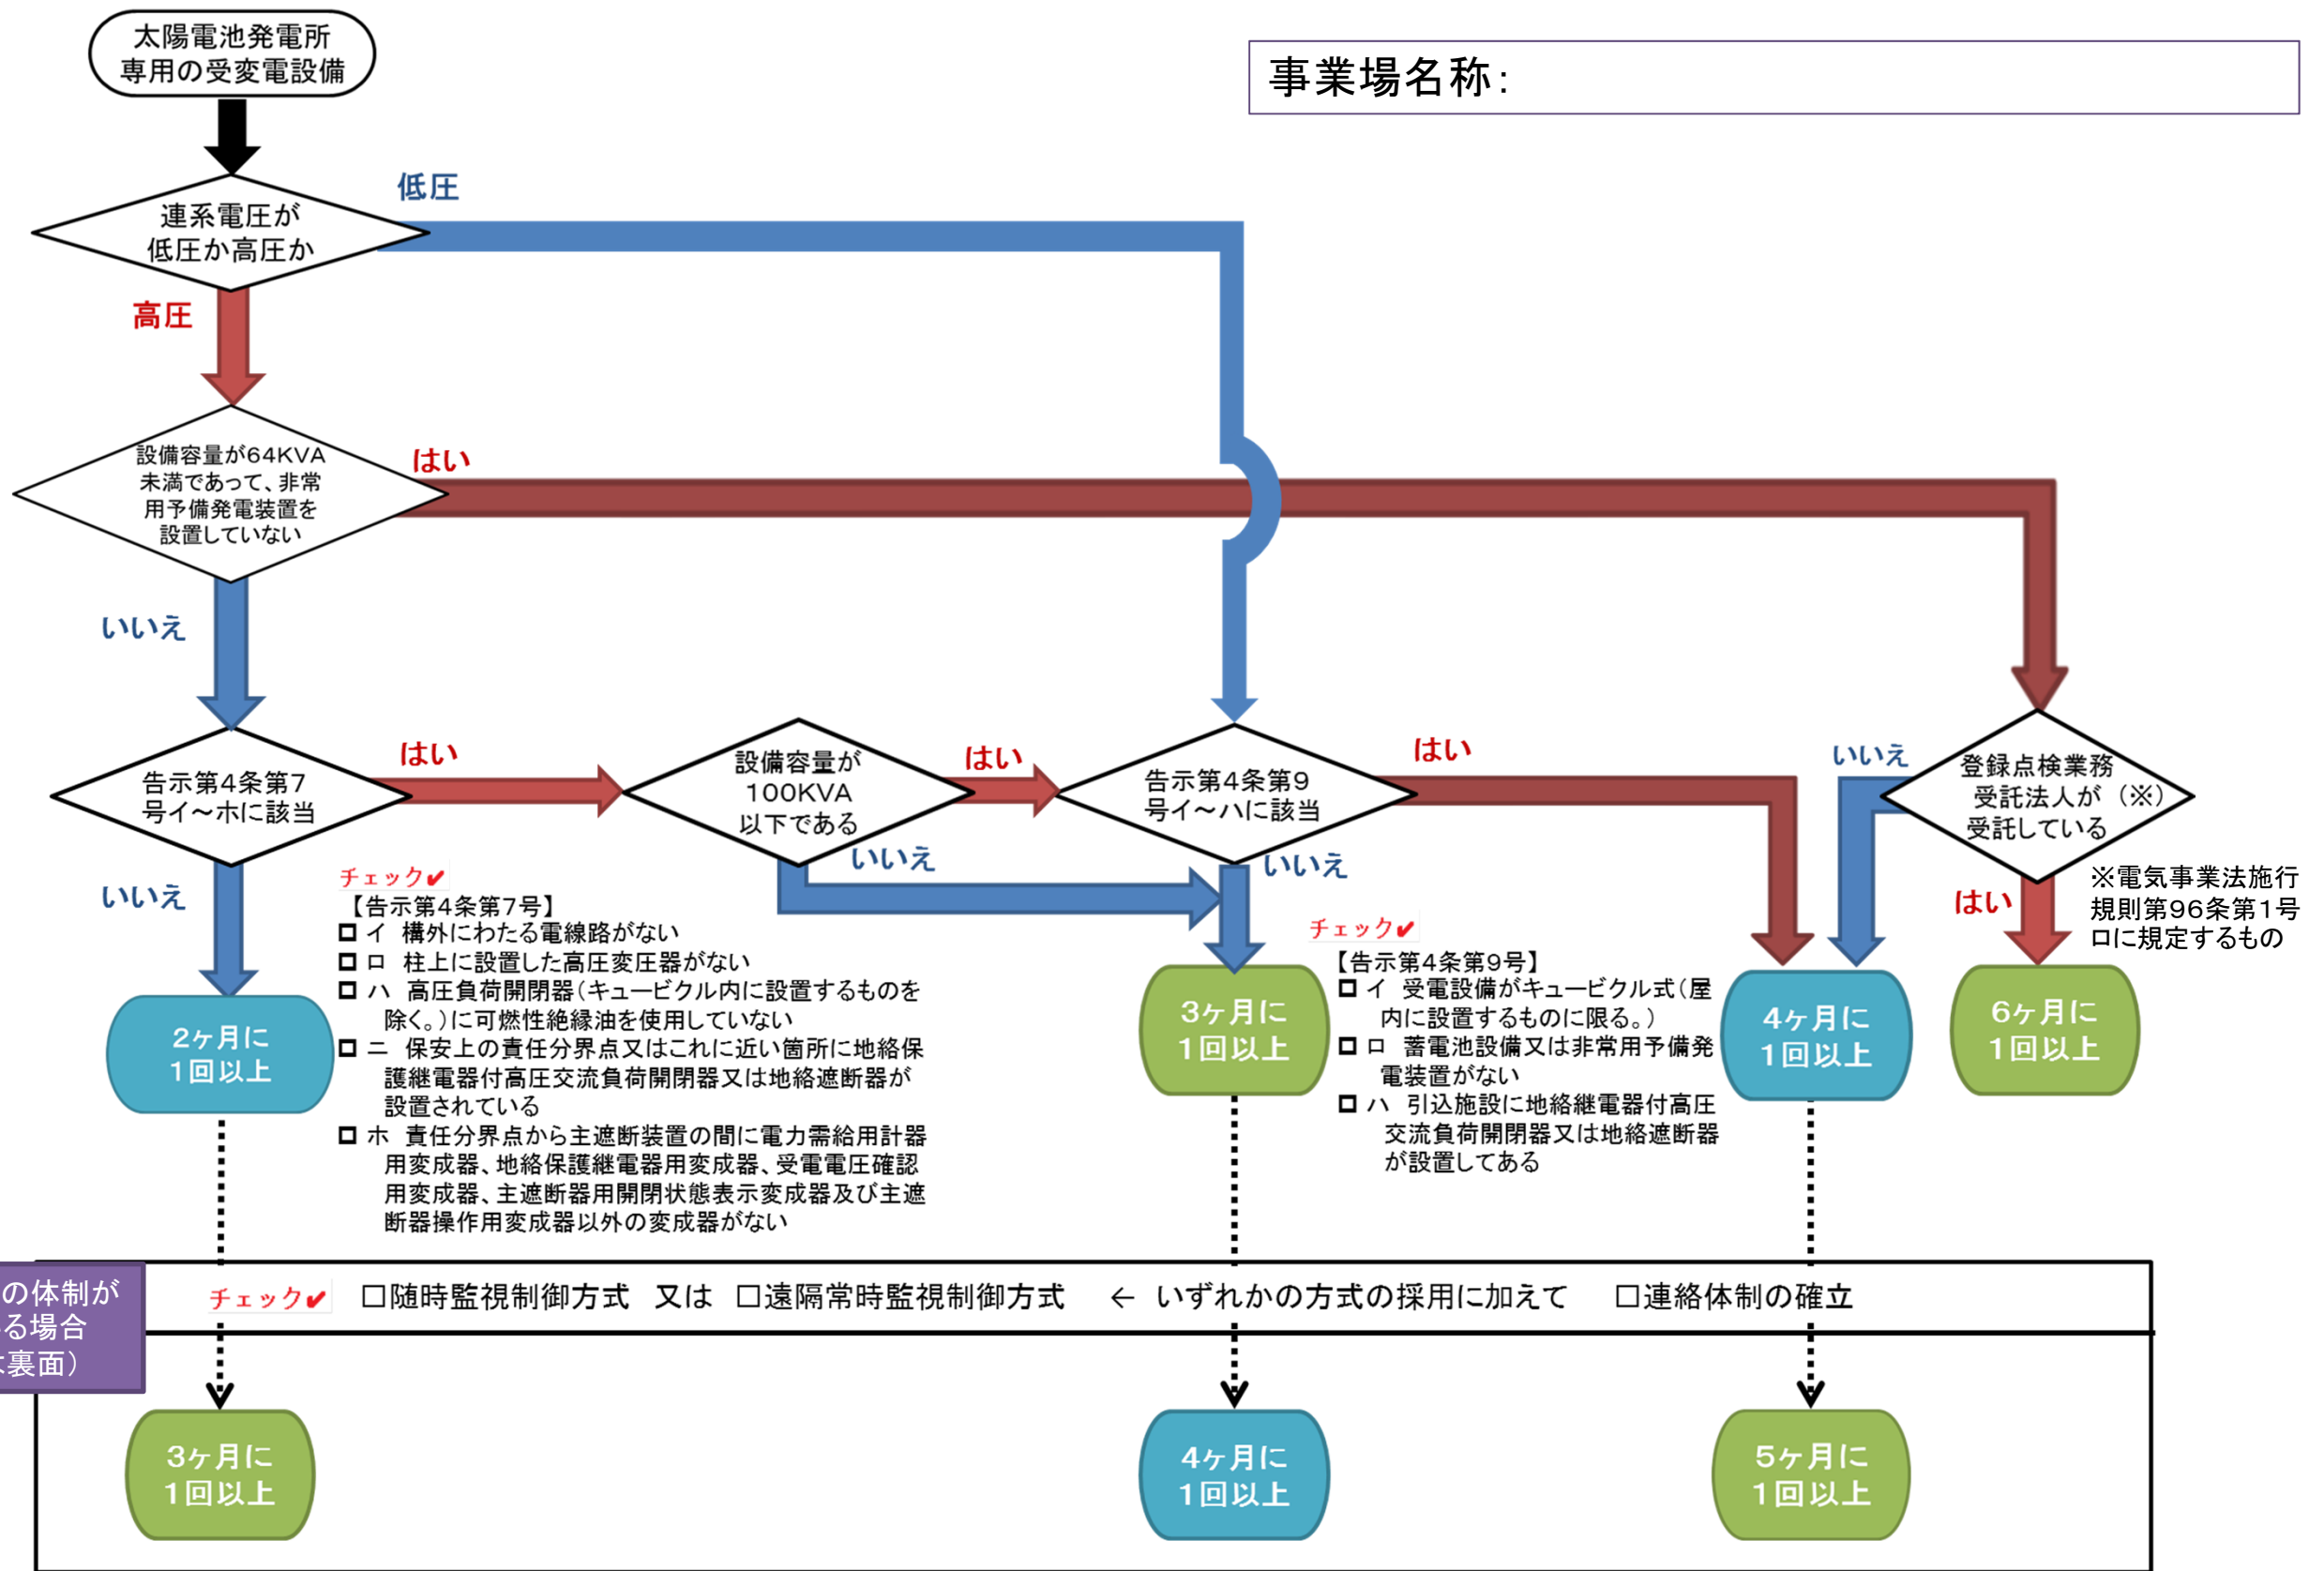 太陽電池発電所
専用の受変電設備
事業場名称：
低圧
連系電圧が
低圧か高圧か
高圧
設備容量が64KVA
未満であって、非常
用予備発電装置を
設置していない
はい
いいえ
告示第4条第7
号イ～ホに該当
はい
設備容量が
100KVA
以下である
はい
告示第4条第9
号イ～ハに該当
はい
いいえ
登録点検業務
受託法人が（※）
受託している
いいえ
いいえ
いいえ
はい
※電気事業法施行
規則第96条第1号
ロに規定するもの
チェック✔
【告示第4条第7号】
□ イ 構外にわたる電線路がない
□ ロ 柱上に設置した高圧変圧器がない
□ ハ 高圧負荷開閉器（キュービクル内に設置するものを
除く。）に可燃性絶縁油を使用していない
□ ニ 保安上の責任分界点又はこれに近い箇所に地絡保
護継電器付高圧交流負荷開閉器又は地絡遮断器が
設置されている
□ ホ 責任分界点から主遮断装置の間に電力需給用計器
用変成器、地絡保護継電器用変成器、受電電圧確認
用変成器、主遮断器用開閉状態表示変成器及び主遮
断器操作用変成器以外の変成器がない
チェック✔
【告示第4条第9号】
□ イ 受電設備がキュービクル式（屋
内に設置するものに限る。）
□ ロ 蓄電池設備又は非常用予備発
電装置がない
□ ハ 引込施設に地絡継電器付高圧
交流負荷開閉器又は地絡遮断器
が設置してある
2ヶ月に
1回以上
3ヶ月に
1回以上
4ヶ月に
1回以上
6ヶ月に
1回以上
の体制が
る場合
裏面）
チェック✔ □随時監視制御方式 又は □遠隔常時監視制御方式 ← いずれかの方式の採用に加えて □連絡体制の確立
3ヶ月に
1回以上
4ヶ月に
1回以上
5ヶ月に
1回以上